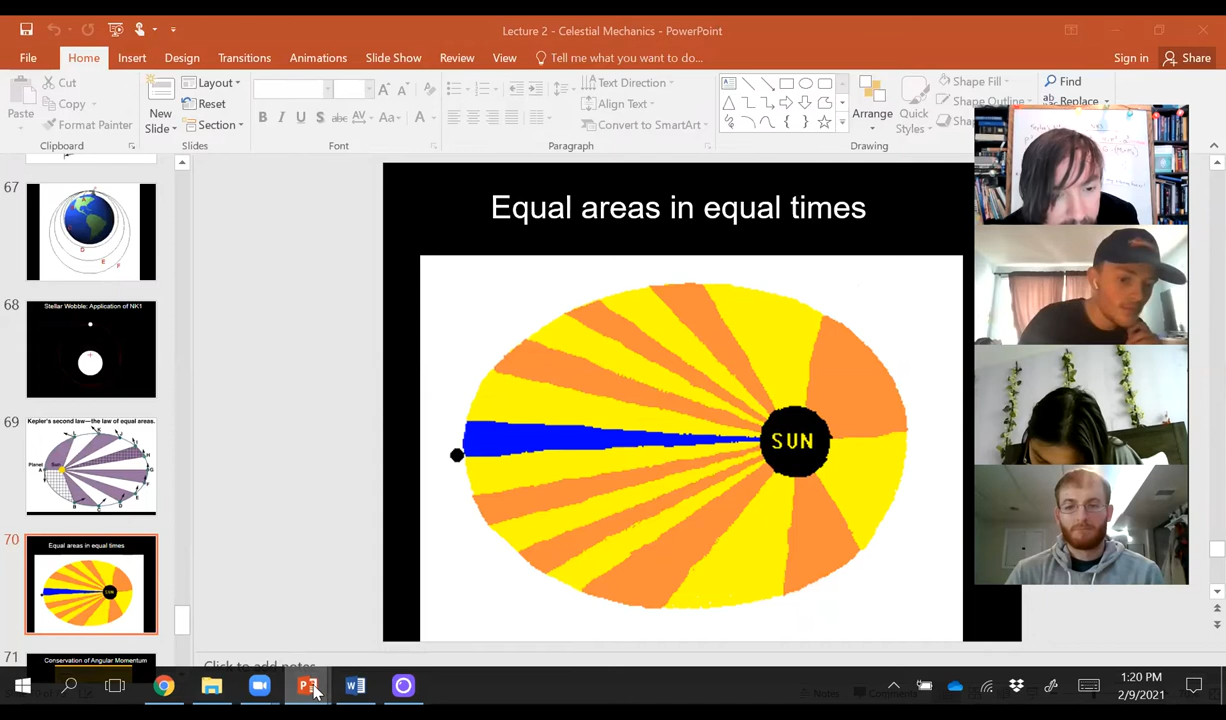 Lecture 2 - Celestial Mechanics - PowerPoint
File Home Insert Design Transitions Animations Slide Show Review View Tell me what you want to do... Sign in Share
Paste
Cut
Copy
Format Painter
Clipboard
New
Slide
Layout
Reset
Section
Slides
Font
Text Direction
Align Text
Convert to SmartArt
Paragraph
Arrange
Quick
Styles
Shape Fill
Shape Outline
Drawing
Find
Replace
67
68
Stellar Wobble: Application of NK1
69
Kepler's second law—the law of equal areas.
Planet
Sun
70
Equal areas in equal times
SUN
71
Conservation of Angular Momentum
Equal areas in equal times
SUN
Click to add notes
Notes
Comments
1:20 PM
2/9/2021